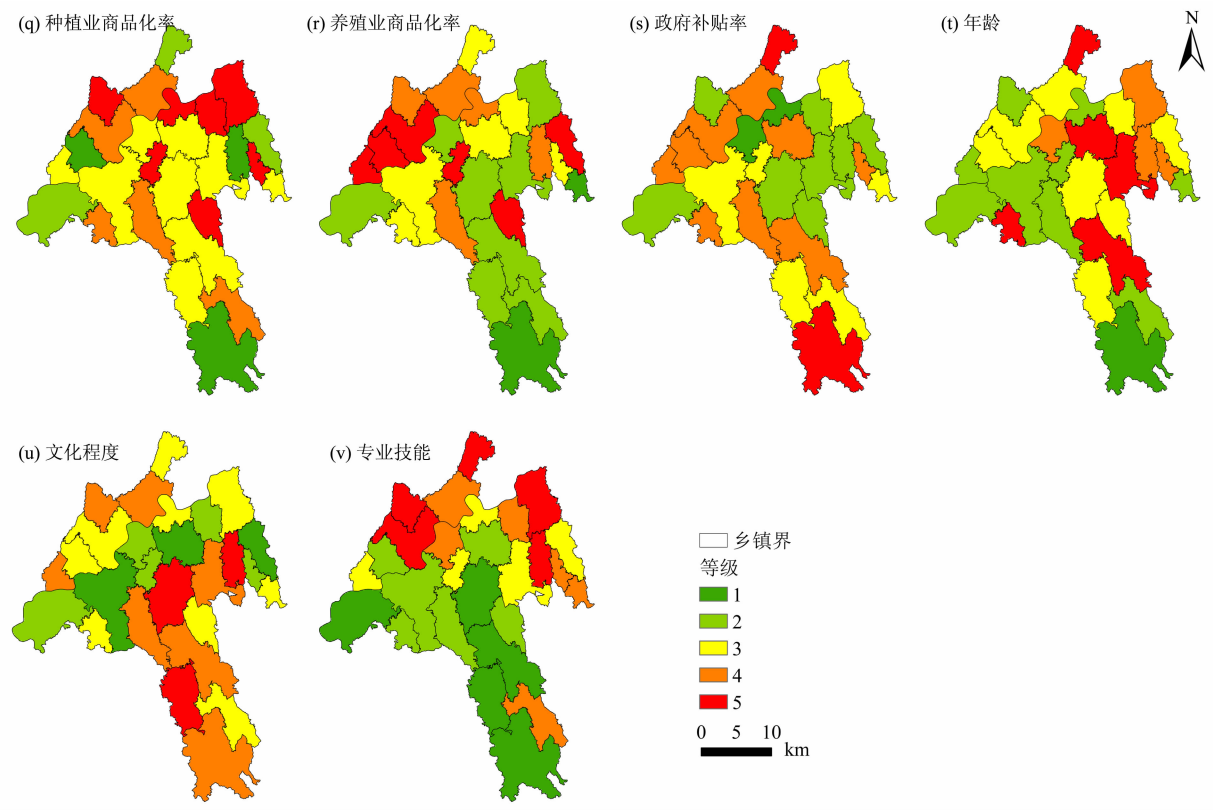 (q) 种植业商品化率
(r) 养殖业商品化率
(s) 政府补贴率
(t) 年龄
N
(u) 文化程度
(v) 专业技能
乡镇界
等级
1
2
3
4
5
0 5 10
km